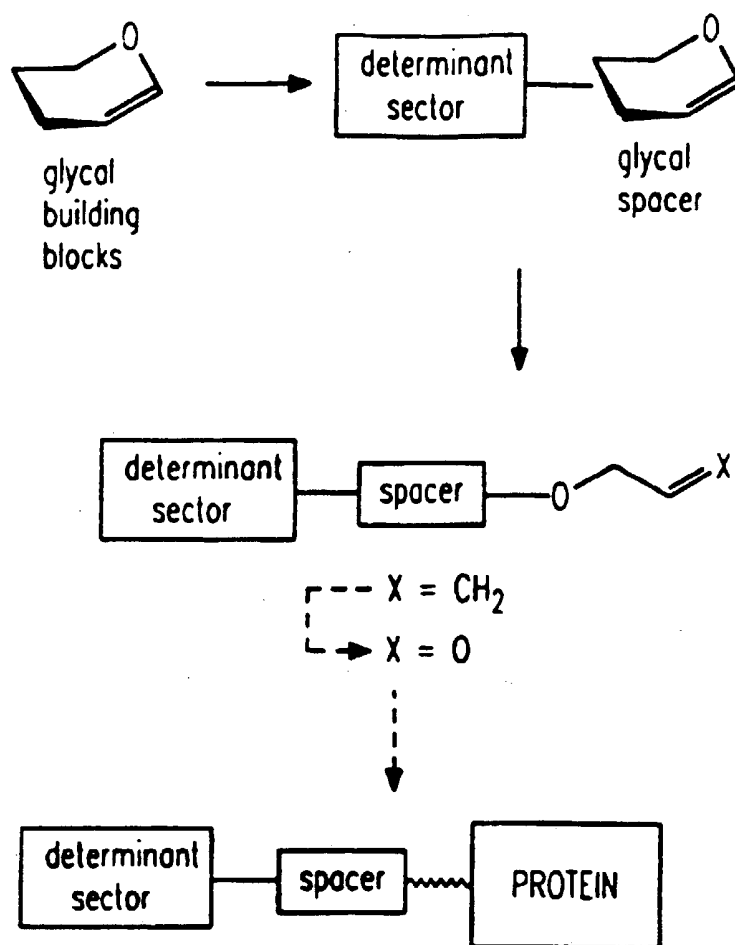 O
glycal
building
blocks
determinant
sector
O
glycal
spacer
determinant
sector
spacer
O
X
X = CH₂
X = O
determinant
sector
spacer
PROTEIN